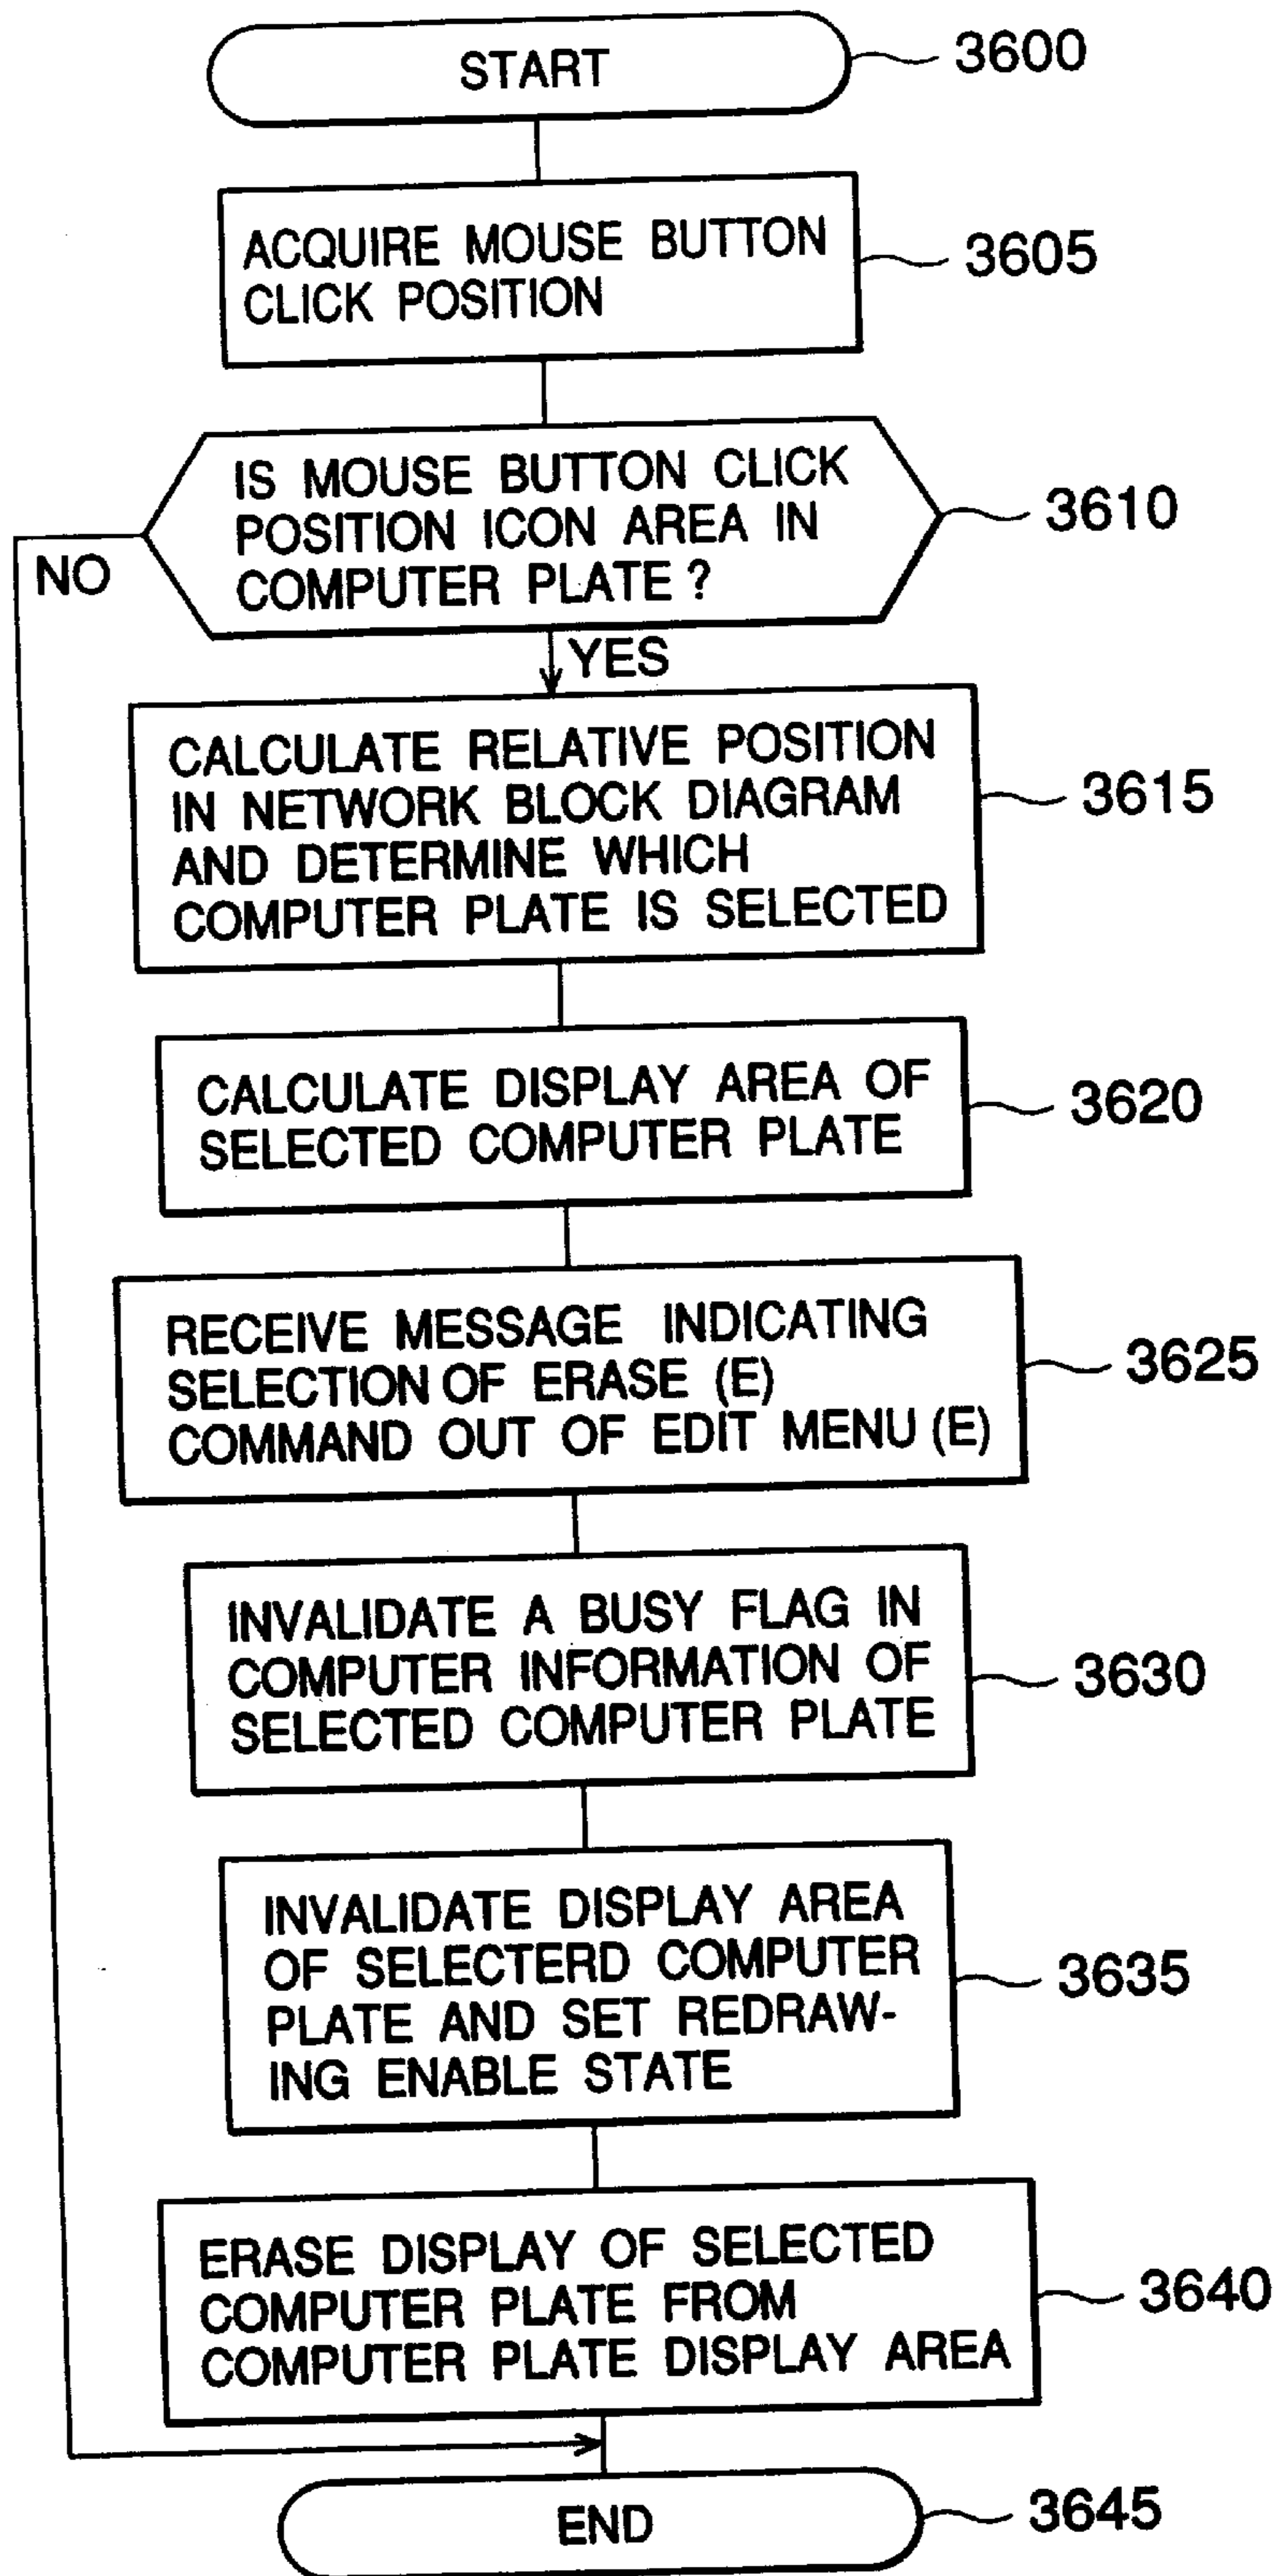 START
3600
ACQUIRE MOUSE BUTTON
CLICK POSITION
3605
IS MOUSE BUTTON CLICK
POSITION ICON AREA IN
COMPUTER PLATE ?
3610
NO
YES
CALCULATE RELATIVE POSITION
IN NETWORK BLOCK DIAGRAM
AND DETERMINE WHICH
COMPUTER PLATE IS SELECTED
3615
CALCULATE DISPLAY AREA OF
SELECTED COMPUTER PLATE
3620
RECEIVE MESSAGE INDICATING
SELECTION OF ERASE (E)
COMMAND OUT OF EDIT MENU (E)
3625
INVALIDATE A BUSY FLAG IN
COMPUTER INFORMATION OF
SELECTED COMPUTER PLATE
3630
INVALIDATE DISPLAY AREA
OF SELECTERD COMPUTER
PLATE AND SET REDRAW-
ING ENABLE STATE
3635
ERASE DISPLAY OF SELECTED
COMPUTER PLATE FROM
COMPUTER PLATE DISPLAY AREA
3640
END
3645